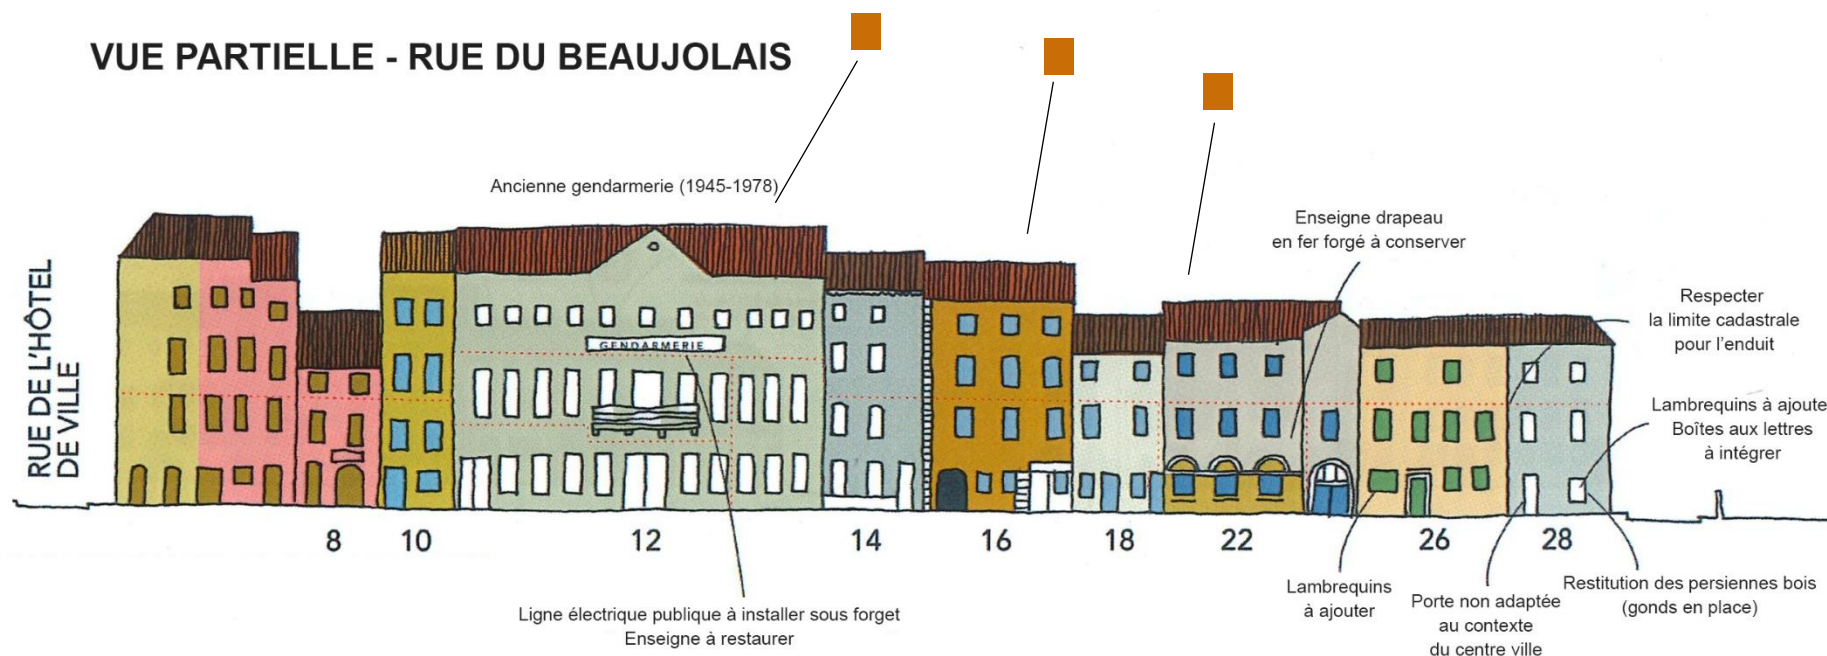 VUE PARTIELLE - RUE DU BEAUJOLAIS
Ancienne gendarmerie (1945-1978)
Enseigne drapeau
en fer forgé à conserver
Respecter
la limite cadastrale
pour l'enduit
Lambrequins à ajoute
Boîtes aux lettres
à intégrer
RUE DE L'HÔTEL
DE VILLE
GENDARMERIE
8 10 12 14 16 18 22 26 28
Ligne électrique publique à installer sous forget
Enseigne à restaurer
Lambrequins
à ajouter
Porte non adaptée
au contexte
du centre ville
Restitution des persiennes bois
(gonds en place)